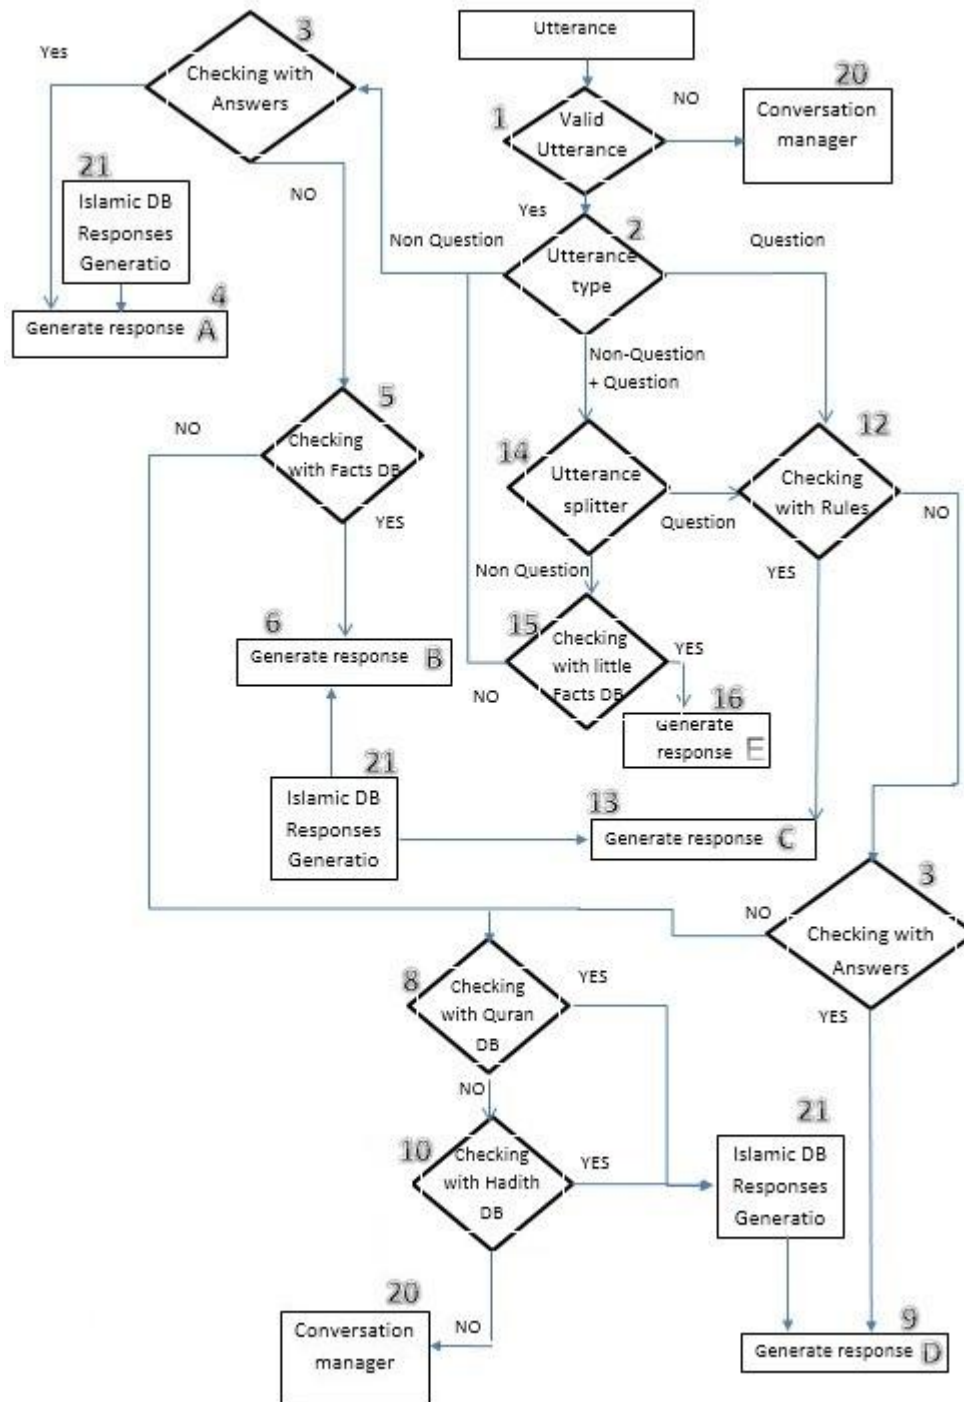 Utterance
3
Yes
Checking with
Answers
20
NO
Conversation
manager
1
Valid
Utterance
21
Islamic DB
Responses
Generatio
NO
Yes
2
Non Question
Question
Utterance
type
4
Generate response A
Non-Question
+ Question
5
NO
Checking
with Facts DB
YES
12
14
Utterance
splitter
Checking
with Rules
Question
NO
Non Question
YES
6
Generate response B
15
Checking
with little
Facts DB
YES
NO
16
Generate
response E
21
Islamic DB
Responses
Generatio
13
Generate response C
3
NO
Checking with
Answers
YES
8
Checking
with Quran
DB
YES
NO
10
Checking
with Hadith
DB
YES
21
Islamic DB
Responses
Generatio
20
NO
Conversation
manager
9
Generate response D